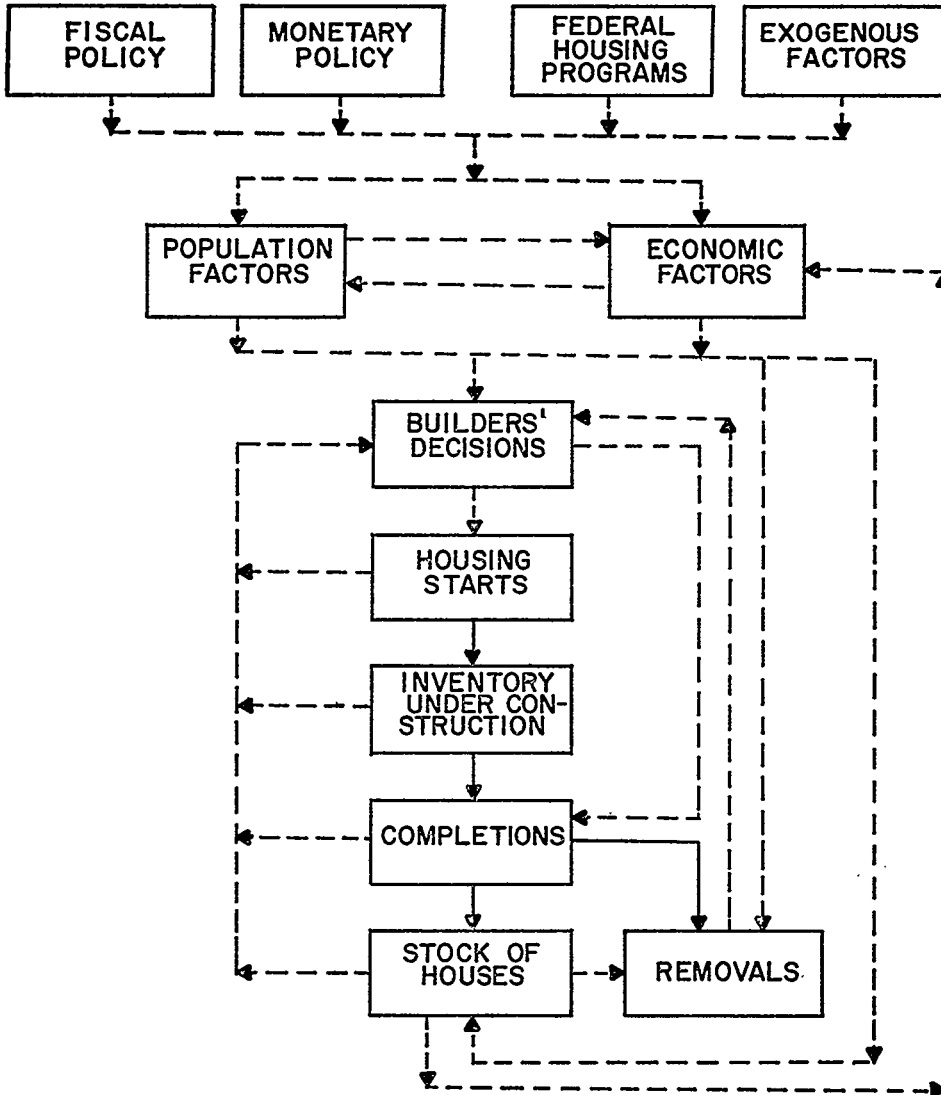 FISCAL
POLICY
MONETARY
POLICY
FEDERAL
HOUSING
PROGRAMS
EXOGENOUS
FACTORS
POPULATION
FACTORS
ECONOMIC
FACTORS
BUILDERS'
DECISIONS
HOUSING
STARTS
INVENTORY
UNDER CON-
STRUCTION
COMPLETIONS
STOCK OF
HOUSES
REMOVALS